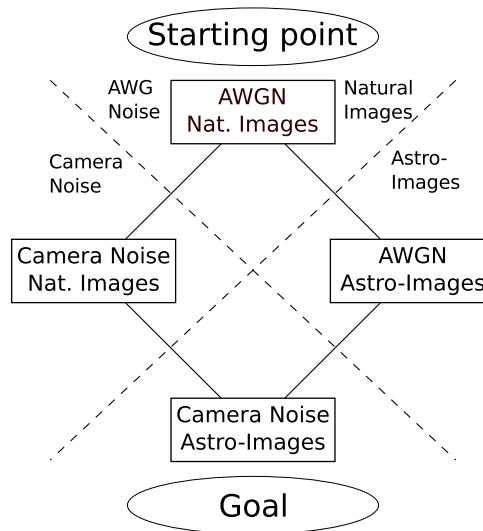 Starting point
AWG
Noise
AWGN
Nat. Images
Natural
Images
Camera
Noise
Astro-
Images
Camera Noise
Nat. Images
AWGN
Astro-Images
Camera Noise
Astro-Images
Goal